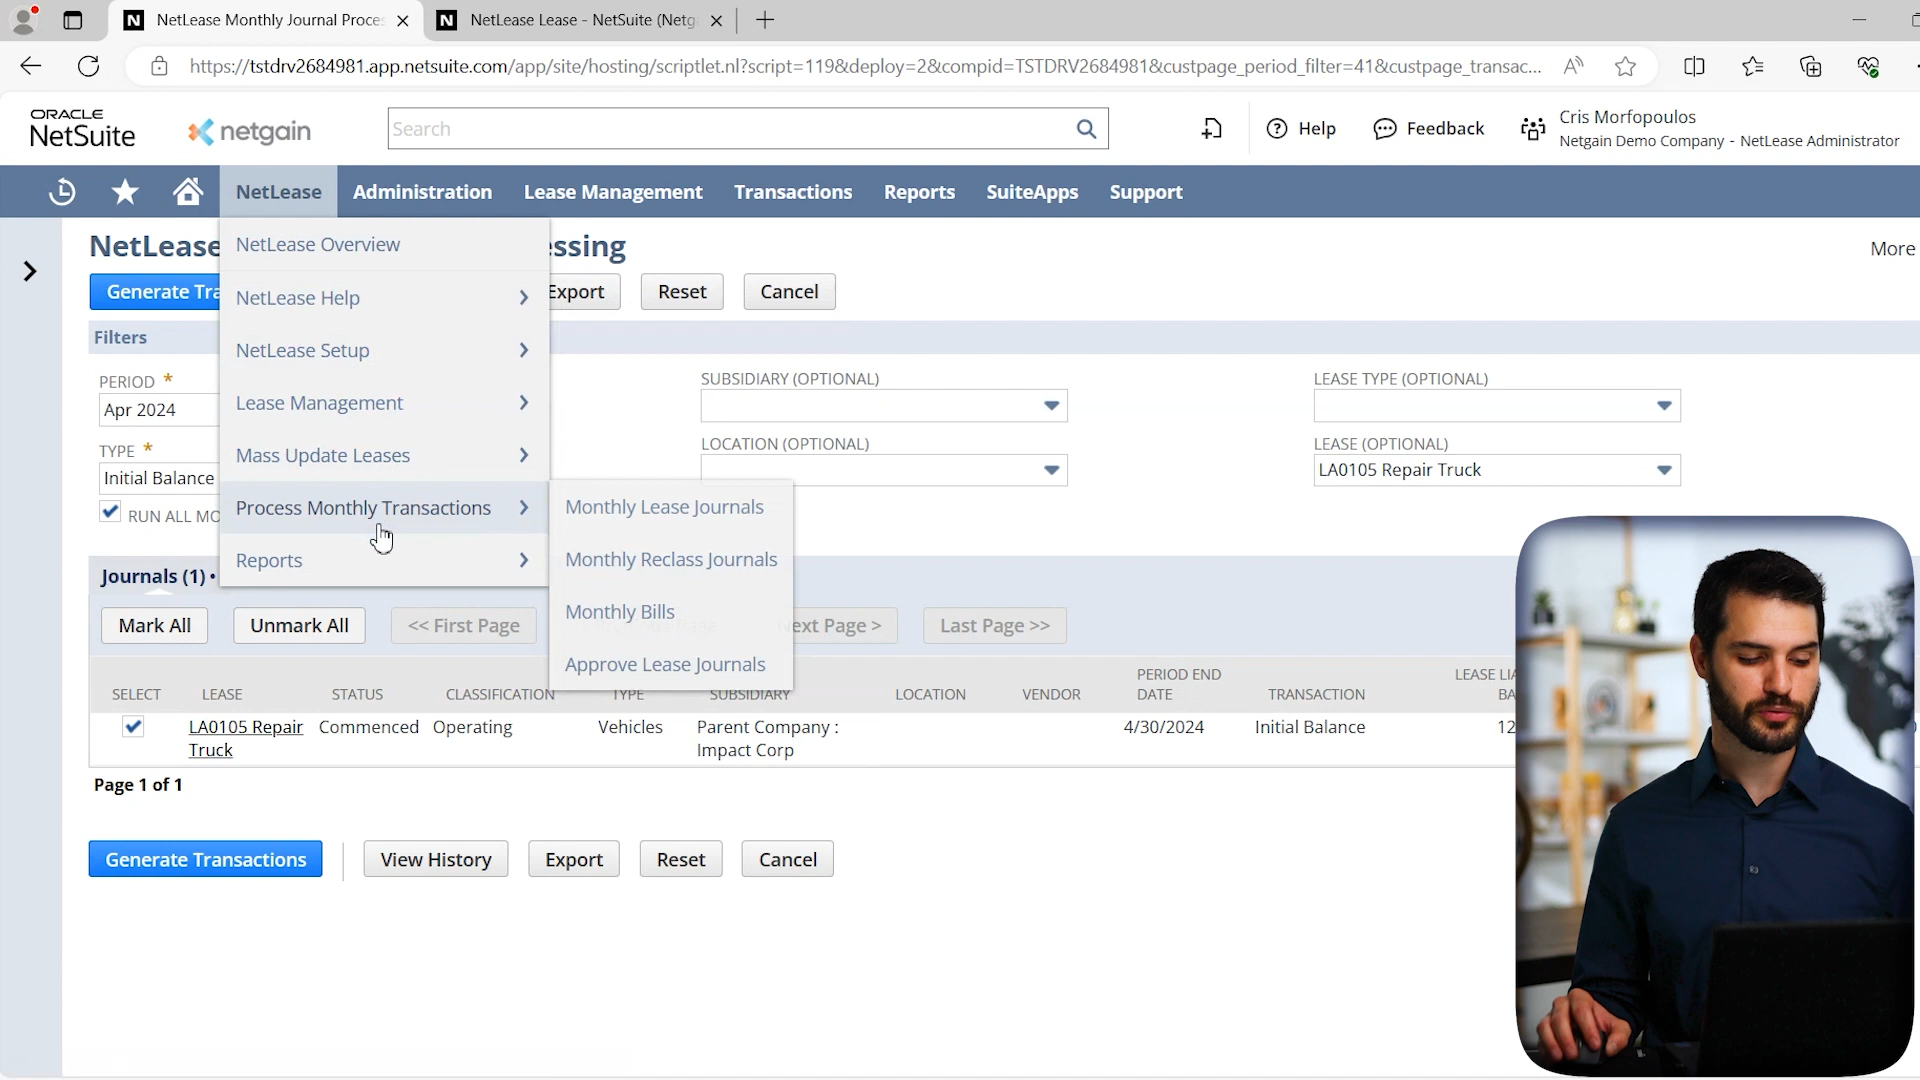 NetLease Monthly Journal Proces
NetLease Lease - NetSuite (Netg
https://tstdrv2684981.app.netsuite.com/app/site/hosting/scriptlet.nl?script=119&deploy=2&compid=TSTDRV2684981&custpage_period_filter=41&custpage_transac...
ORACLE
NetSuite
netgain
Search
Help
Feedback
Cris Morfopoulos
Netgain Demo Company - NetLease Administrator
NetLease Administration Lease Management Transactions Reports SuiteApps Support
NetLease
ssing
More
NetLease Overview
Generate Tra
Export
Reset
Cancel
NetLease Help
Filters
NetLease Setup
PERIOD *
Apr 2024
SUBSIDIARY (OPTIONAL)
LEASE TYPE (OPTIONAL)
Lease Management
TYPE *
Initial Balance
LOCATION (OPTIONAL)
LEASE (OPTIONAL)
LA0105 Repair Truck
Mass Update Leases
RUN ALL MO
Process Monthly Transactions
Monthly Lease Journals
Reports
Monthly Reclass Journals
Monthly Bills
Approve Lease Journals
Journals (1) •
Mark All
Unmark All
<< First Page
ext Page >
Last Page >>
SELECT LEASE STATUS CLASSIFICATION TYPE SUBSIDIARY LOCATION VENDOR PERIOD END DATE TRANSACTION LEASE LIA BA
LA0105 Repair Truck Commenced Operating Vehicles Parent Company : Impact Corp 4/30/2024 Initial Balance 12
Page 1 of 1
Generate Transactions
View History
Export
Reset
Cancel